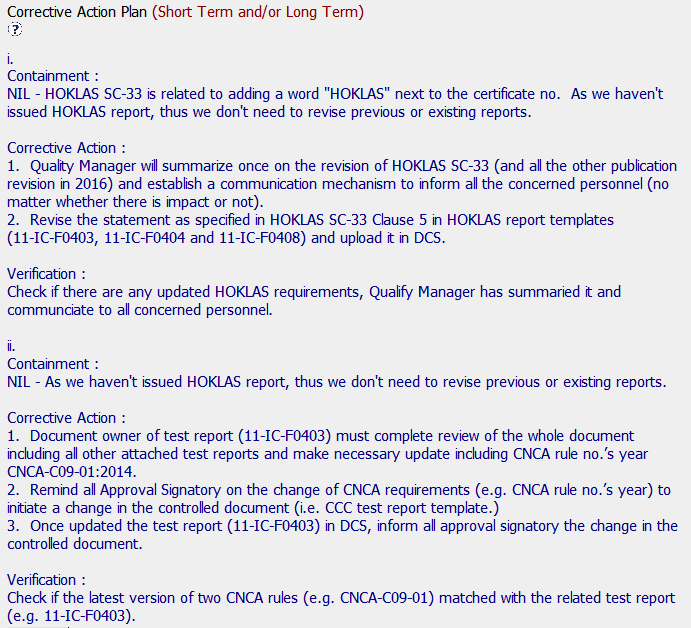 Corrective Action Plan (Short Term and/or Long Term)
?
i.
Containment :
NIL - HOKLAS SC-33 is related to adding a word "HOKLAS" next to the certificate no.  As we haven't
issued HOKLAS report, thus we don't need to revise previous or existing reports.
Corrective Action :
1.  Quality Manager will summarize once on the revision of HOKLAS SC-33 (and all the other publication
revision in 2016) and establish a communication mechanism to inform all the concerned personnel (no
matter whether there is impact or not).
2.  Revise the statement as specified in HOKLAS SC-33 Clause 5 in HOKLAS report templates
(11-IC-F0403, 11-IC-F0404 and 11-IC-F0408) and upload it in DCS.
Verification :
Check if there are any updated HOKLAS requirements, Qualify Manager has summaried it and
communciate to all concerned personnel.
ii.
Containment :
NIL - As we haven't issued HOKLAS report, thus we don't need to revise previous or existing reports.
Corrective Action :
1.  Document owner of test report (11-IC-F0403) must complete review of the whole document
including all other attached test reports and make necessary update including CNCA rule no.'s year
CNCA-C09-01:2014.
2.  Remind all Approval Signatory on the change of CNCA requirements (e.g. CNCA rule no.'s year) to
initiate a change in the controlled document (i.e. CCC test report template.)
3.  Once updated the test report (11-IC-F0403) in DCS, inform all approval signatory the change in the
controlled document.
Verification :
Check if the latest version of two CNCA rules (e.g. CNCA-C09-01) matched with the related test report
(e.g. 11-IC-F0403).